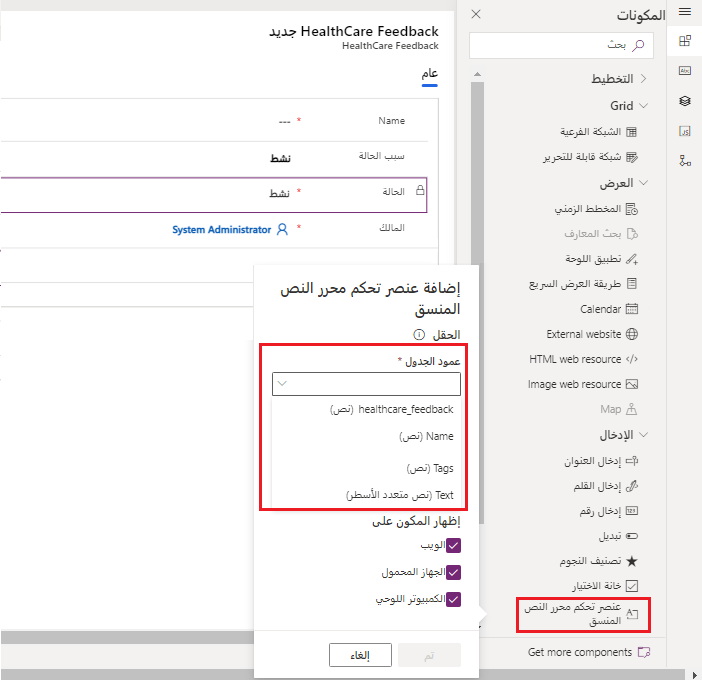 المكونات
بحث
التخطيط
Grid
الشبكة الفرعية
شبكة قابلة للتحرير
العرض
المخطط الزمني
بحث المعارف
تطبيق اللوحة
طريقة العرض السريع
Calendar
External website
HTML web resource
Image web resource
Map
الإدخال
إدخال العنوان
إدخال القلم
إدخال رقم
تبديل
تصنيف النجوم
خانة الاختيار
عنصر تحكم محرر النص
المنسق
Get more components
HealthCare Feedback جديد
HealthCare Feedback
عام
Name * ---
سبب الحالة نشط
الحالة * نشط
المالك * System Administrator
إضافة عنصر تحكم محرر النص
المنسق
الحقل
عمود الجدول *
healthcare_feedback (نص)
Name (نص)
Tags (نص)
Text (نص متعدد الأسطر)
إظهار المكون على
الويب
الجهاز المحمول
الكمبيوتر اللوحي
تم إلغاء